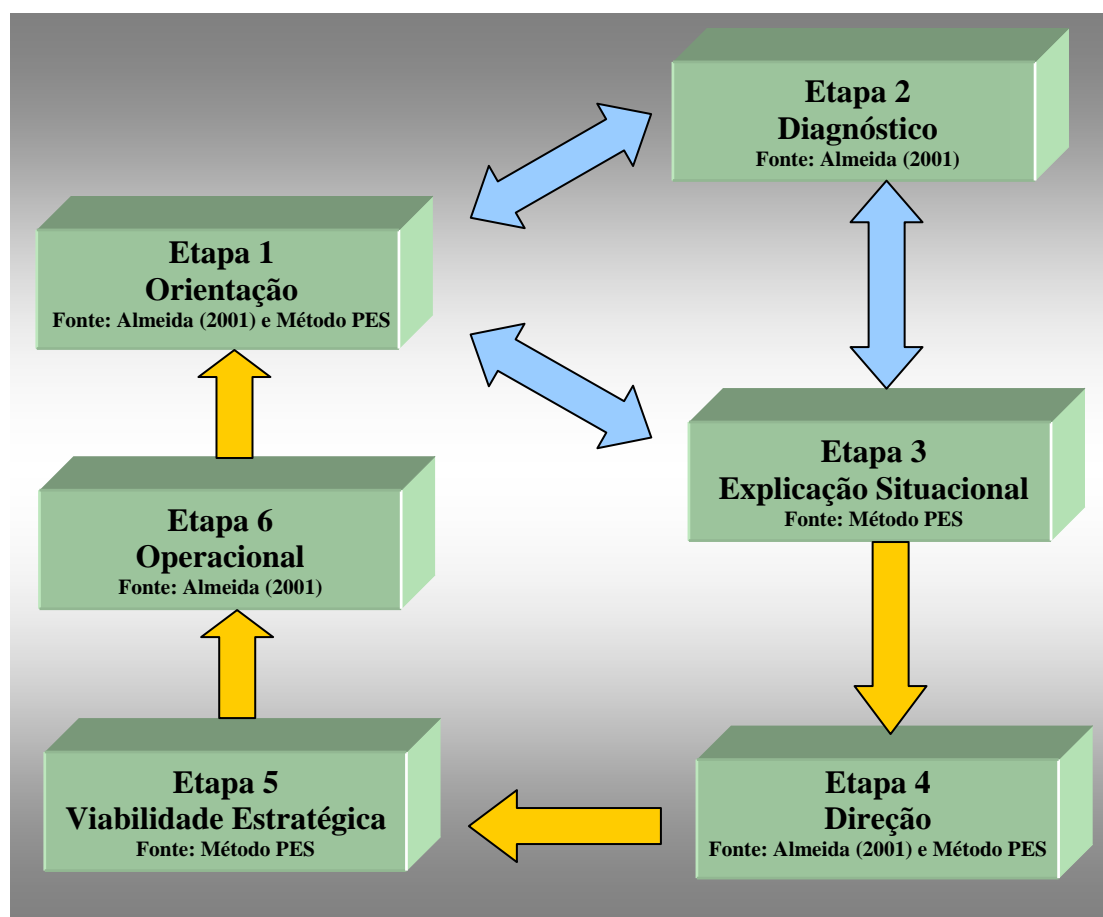 Etapa 1
Orientação
Fonte: Almeida (2001) e Método PES
Etapa 2
Diagnóstico
Fonte: Almeida (2001)
Etapa 3
Explicação Situacional
Fonte: Método PES
Etapa 4
Direção
Fonte: Almeida (2001) e Método PES
Etapa 5
Viabilidade Estratégica
Fonte: Método PES
Etapa 6
Operacional
Fonte: Almeida (2001)